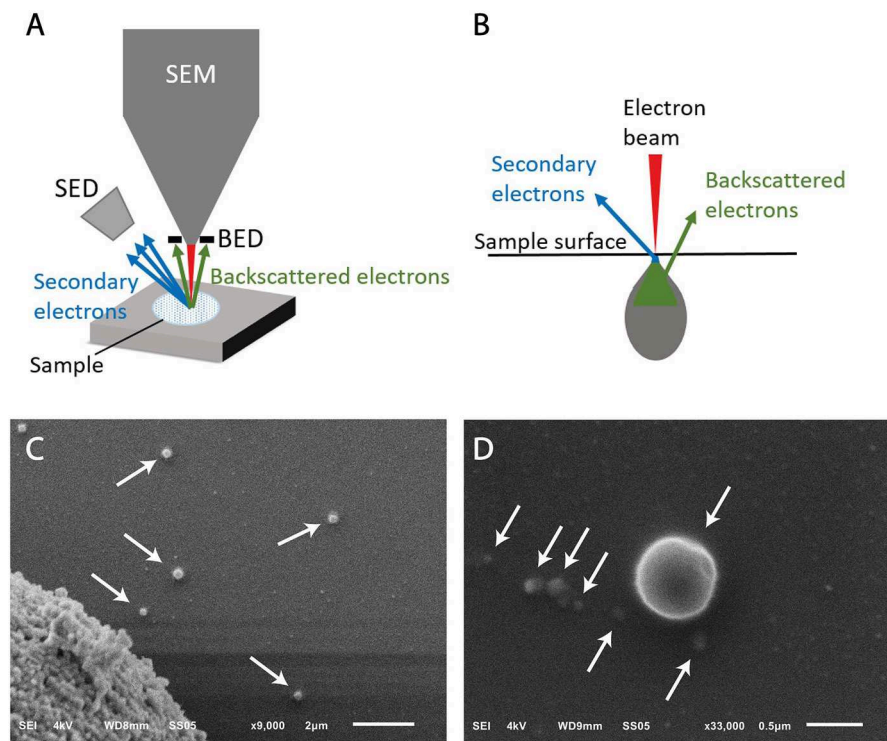 A
SEM
SED
BED
Secondary
electrons
Backscattered electrons
Sample
B
Electron
beam
Secondary
electrons
Backscattered
electrons
Sample surface
C
SEI 4kV WD8mm SS05 x9,000 2μm
D
SEI 4kV WD9mm SS05 x33,000 0.5μm